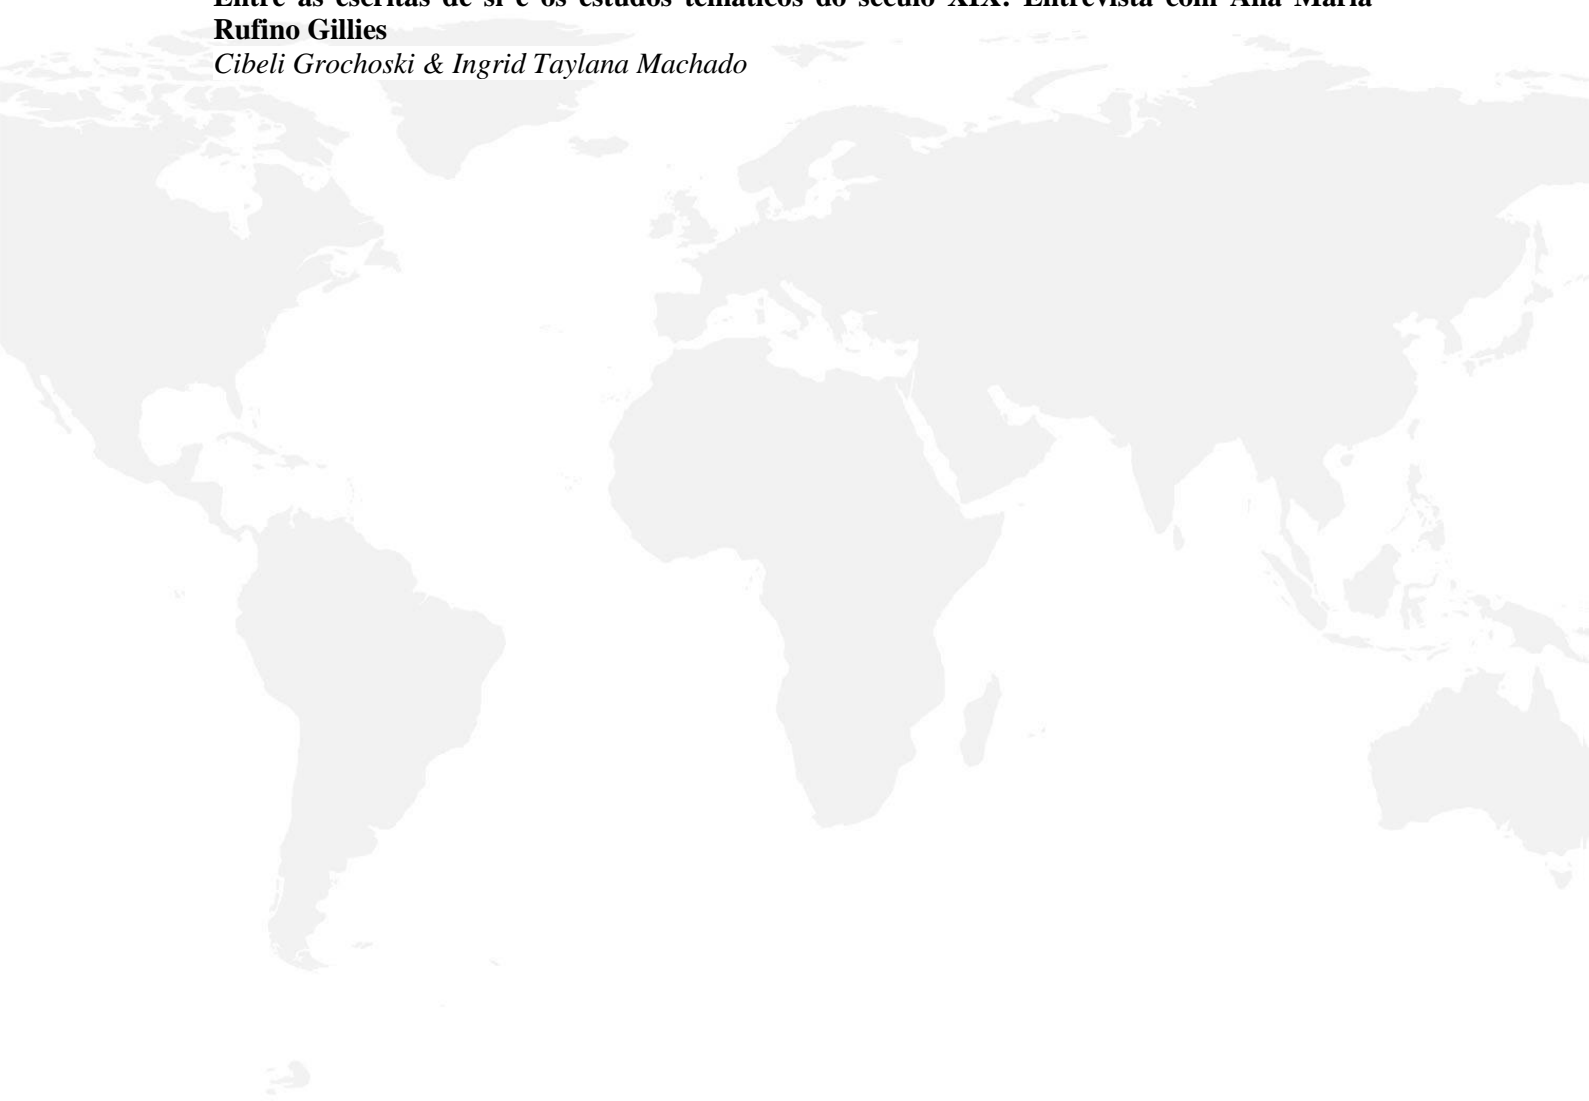 Entre as escritas de si e os estudos temáticos do século XIX: Entrevista com Ana Maria
Rufino Gillies
Cibeli Grochoski & Ingrid Taylana Machado